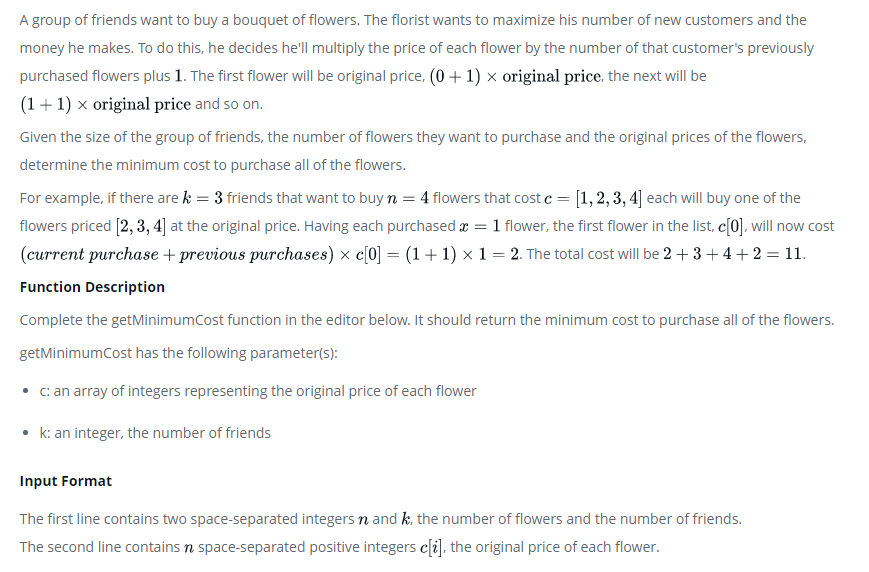 A group of friends want to buy a bouquet of flowers. The florist wants to maximize his number of new customers and the
money he makes. To do this, he decides he'll multiply the price of each flower by the number of that customer's previously
purchased flowers plus 1. The first flower will be original price, (0 + 1) × original price, the next will be
(1 + 1) × original price and so on.
Given the size of the group of friends, the number of flowers they want to purchase and the original prices of the flowers,
determine the minimum cost to purchase all of the flowers.
For example, if there are k = 3 friends that want to buy n = 4 flowers that cost c = [1, 2, 3, 4] each will buy one of the
flowers priced [2, 3, 4] at the original price. Having each purchased x = 1 flower, the first flower in the list, c[0], will now cost
(current purchase + previous purchases) × c[0] = (1 + 1) × 1 = 2. The total cost will be 2 + 3 + 4 + 2 = 11.
Function Description
Complete the getMinimumCost function in the editor below. It should return the minimum cost to purchase all of the flowers.
getMinimumCost has the following parameter(s):
• c: an array of integers representing the original price of each flower
• k: an integer, the number of friends
Input Format
The first line contains two space-separated integers n and k, the number of flowers and the number of friends.
The second line contains n space-separated positive integers c[i], the original price of each flower.